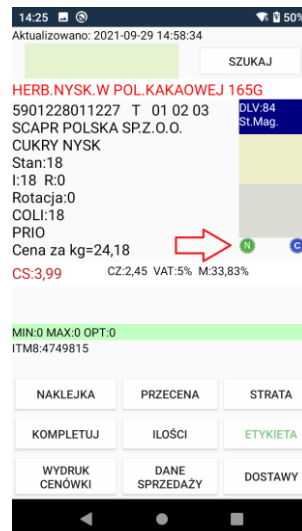 14:25 50%
Aktualizowano: 2021-09-29 14:58:34
SZUKAJ
HERB.NYSK.W POL.KAKAOWEJ 165G
5901228011227 T 01 02 03
DLV:84
SCAPR POLSKA SP.Z.O.O.
St.Mag.
CUKRY NYSK
Stan:18
I:18 R:0
Rotacja:0
COLI:18
PRIO
Cena za kg=24,18
N C
CS:3,99 CZ:2,45 VAT:5% M:33,83%
MIN:0 MAX:0 OPT:0
ITM8:4749815
NAKLEJKA PRZECENA STRATA
KOMPLETUJ ILOŚCI ETYKIETA
WYDRUK CENÓWKI DANE SPRZEDAŻY DOSTAWY